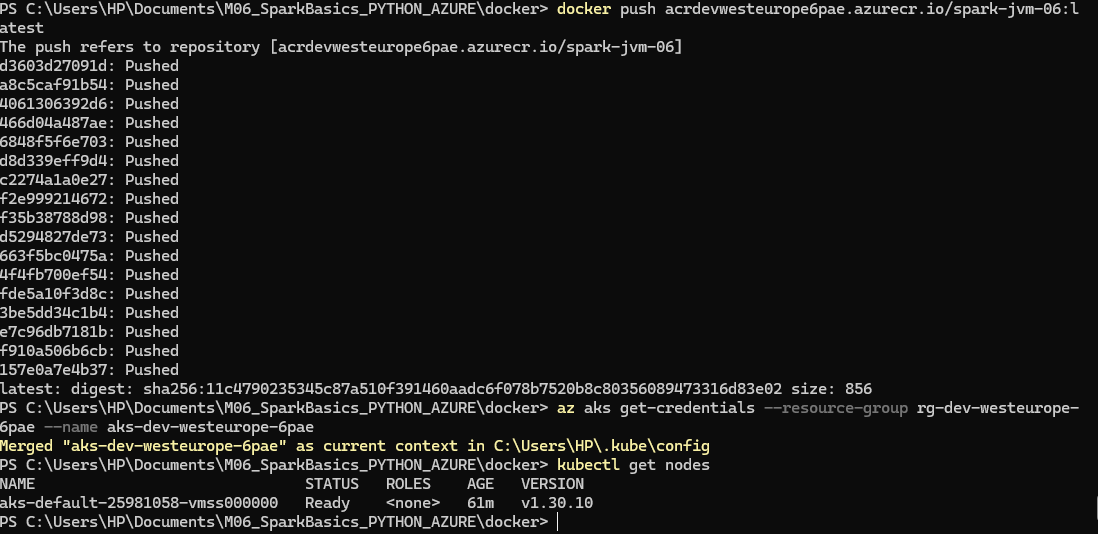 PS C:\Users\HP\Documents\M06_SparkBasics_PYTHON_AZURE\docker> docker push acrdevwesteurope6pae.azurecr.io/spark-jvm-06:l
atest
The push refers to repository [acrdevwesteurope6pae.azurecr.io/spark-jvm-06]
d3603d27091d: Pushed
a8c5caf91b54: Pushed
4061306392d6: Pushed
466d04a487ae: Pushed
6848f5f6e703: Pushed
d8d339eff9d4: Pushed
c2274a1a0e27: Pushed
f2e999214672: Pushed
f35b38788d98: Pushed
d5294827de73: Pushed
663f5bc0475a: Pushed
4f4fb700ef54: Pushed
fde5a10f3d8c: Pushed
3be5dd34c1b4: Pushed
e7c96db7181b: Pushed
f910a506b6cb: Pushed
157e0a7e4b37: Pushed
latest: digest: sha256:11c4790235345c87a510f391460aadc6f078b7520b8c80356089473316d83e02 size: 856
PS C:\Users\HP\Documents\M06_SparkBasics_PYTHON_AZURE\docker> az aks get-credentials --resource-group rg-dev-westeurope-
6pae --name aks-dev-westeurope-6pae
Merged "aks-dev-westeurope-6pae" as current context in C:\Users\HP\.kube\config
PS C:\Users\HP\Documents\M06_SparkBasics_PYTHON_AZURE\docker> kubectl get nodes
NAME STATUS ROLES AGE VERSION
aks-default-25981058-vmss000000 Ready <none> 61m v1.30.10
PS C:\Users\HP\Documents\M06_SparkBasics_PYTHON_AZURE\docker>